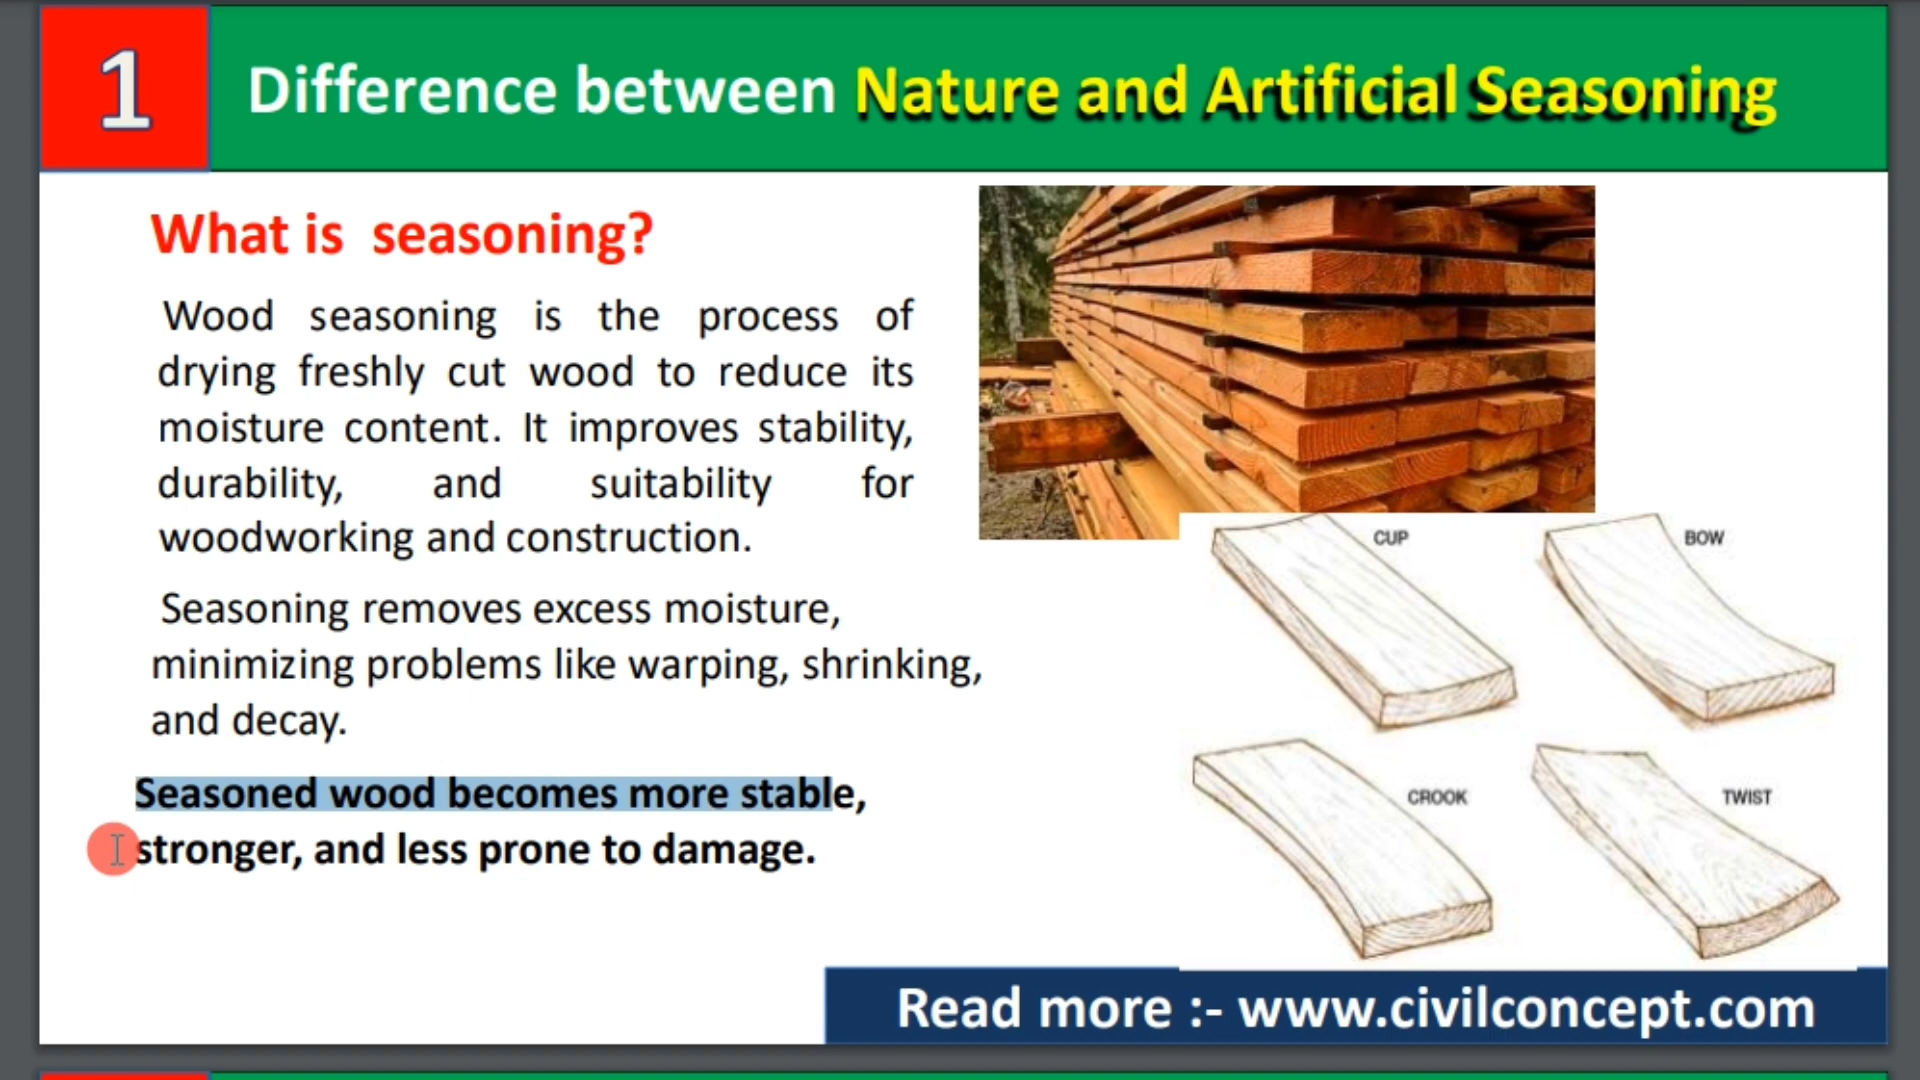 1
Difference between Nature and Artificial Seasoning
What is seasoning?
Wood seasoning is the process of
drying freshly cut wood to reduce its
moisture content. It improves stability,
durability, and suitability for
woodworking and construction.
Seasoning removes excess moisture,
minimizing problems like warping, shrinking,
and decay.
Seasoned wood becomes more stable,
stronger, and less prone to damage.
CUP
BOW
CROOK
TWIST
Read more :- www.civilconcept.com